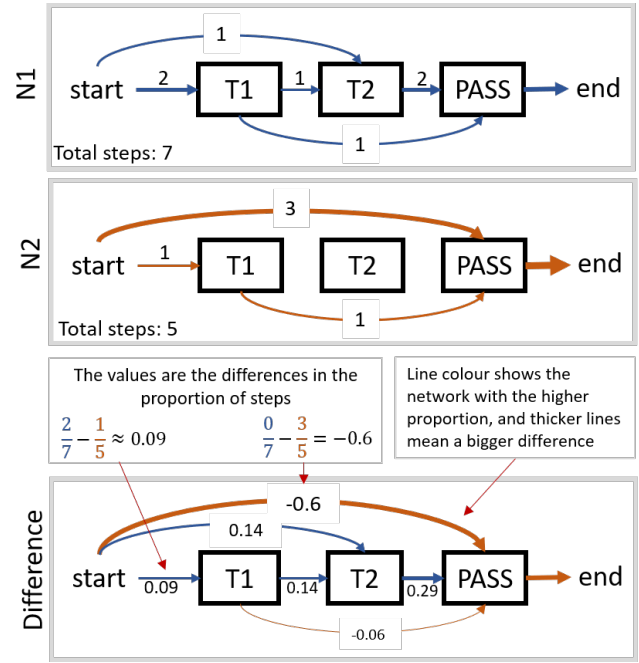 N1
1
start 2 T1 1 T2 2 PASS end
1
Total steps: 7
N2
3
start 1 T1 T2 PASS end
1
Total steps: 5
The values are the differences in the
proportion of steps
2/7 − 1/5 ≈ 0.09
0/7 − 3/5 = −0.6
Line colour shows the
network with the higher
proportion, and thicker lines
mean a bigger difference
Difference
-0.6
0.14
start 0.09 T1 0.14 T2 0.29 PASS end
-0.06